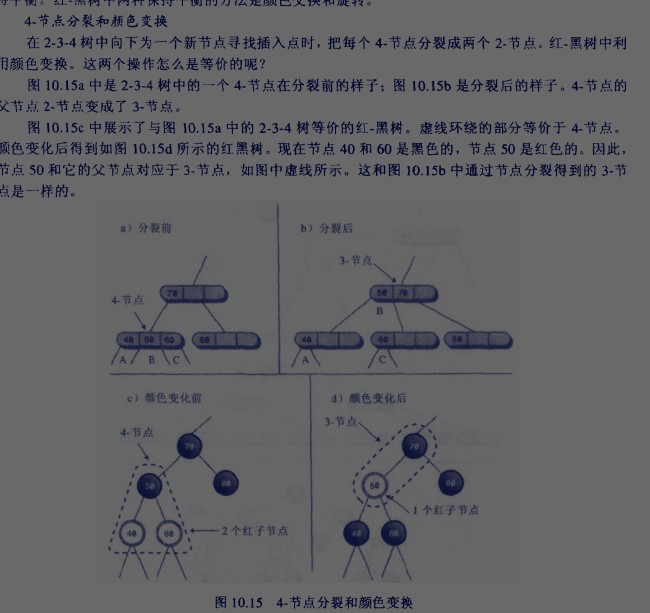 持平衡。红-黑树中两种保持平衡的方法是颜色变换和旋转。
4-节点分裂和颜色变换
在 2-3-4 树中向下为一个新节点寻找插入点时，把每个 4-节点分裂成两个 2-节点。红-黑树中利
用颜色变换。这两个操作怎么是等价的呢？
图 10.15a 中是 2-3-4 树中的一个 4-节点在分裂前的样子；图 10.15b 是分裂后的样子。4-节点的
父节点 2-节点变成了 3-节点。
图 10.15c 中展示了与图 10.15a 中的 2-3-4 树等价的红-黑树。虚线环绕的部分等价于 4-节点。
颜色变化后得到如图 10.15d 所示的红黑树。现在节点 40 和 60 是黑色的，节点 50 是红色的。因此，
节点 50 和它的父节点对应于 3-节点，如图中虚线所示。这和图 10.15b 中通过节点分裂得到的 3-节
点是一样的。
a）分裂前
70
4-节点
40 50 60
80
A B C
b）分裂后
3-节点
50 70
B
40
60
80
A
C
c）颜色变化前
4-节点
70
50
80
40
60
2 个红子节点
d）颜色变化后
3-节点
70
50
80
1 个红子节点
40
60
图 10.15 4-节点分裂和颜色变换